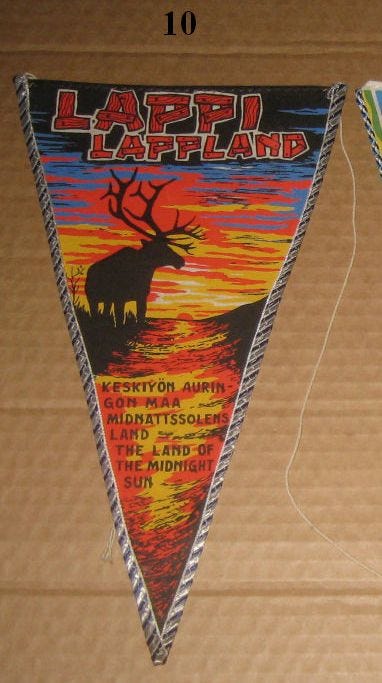 10
LAPPI
LAPPLAND
KESKIYÖN AURIN-
GON MAA
MIDNATTSSOLENS
LAND
THE LAND OF
THE MIDNIGHT
SUN